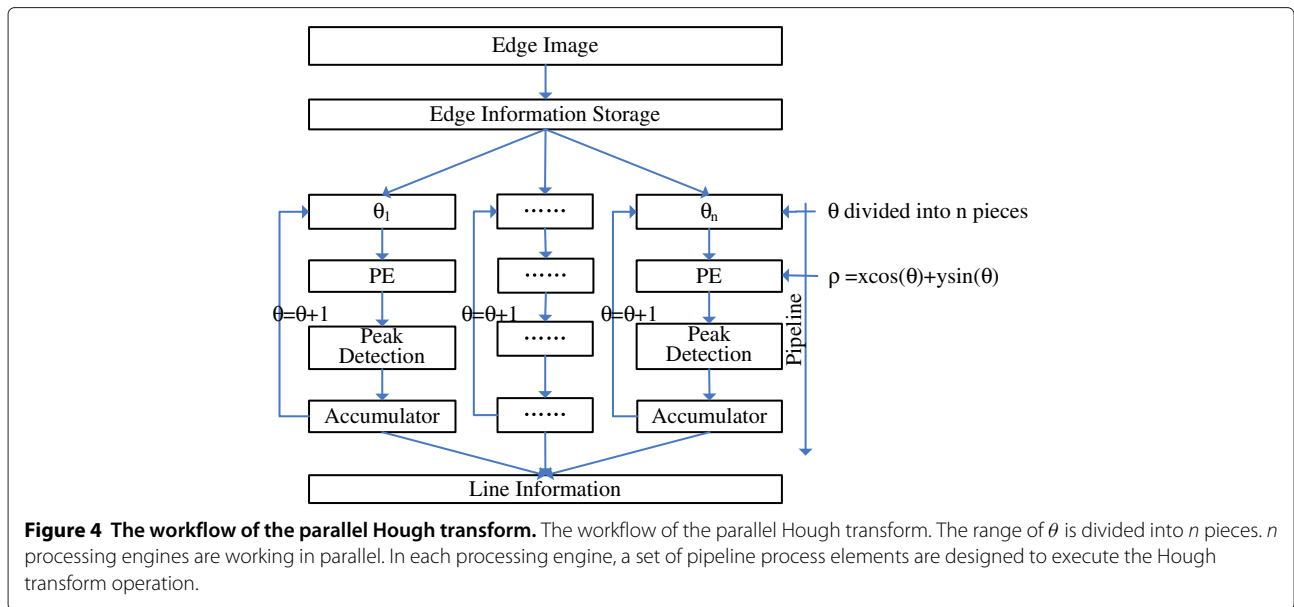 Edge Image
Edge Information Storage
θ1 …… θn θ divided into n pieces
PE …… PE ρ =xcos(θ)+ysin(θ)
θ=θ+1 θ=θ+1 θ=θ+1
Peak Detection …… Peak Detection
Pipeline
Accumulator …… Accumulator
Line Information
Figure 4 The workflow of the parallel Hough transform. The workflow of the parallel Hough transform. The range of θ is divided into n pieces. n
processing engines are working in parallel. In each processing engine, a set of pipeline process elements are designed to execute the Hough
transform operation.